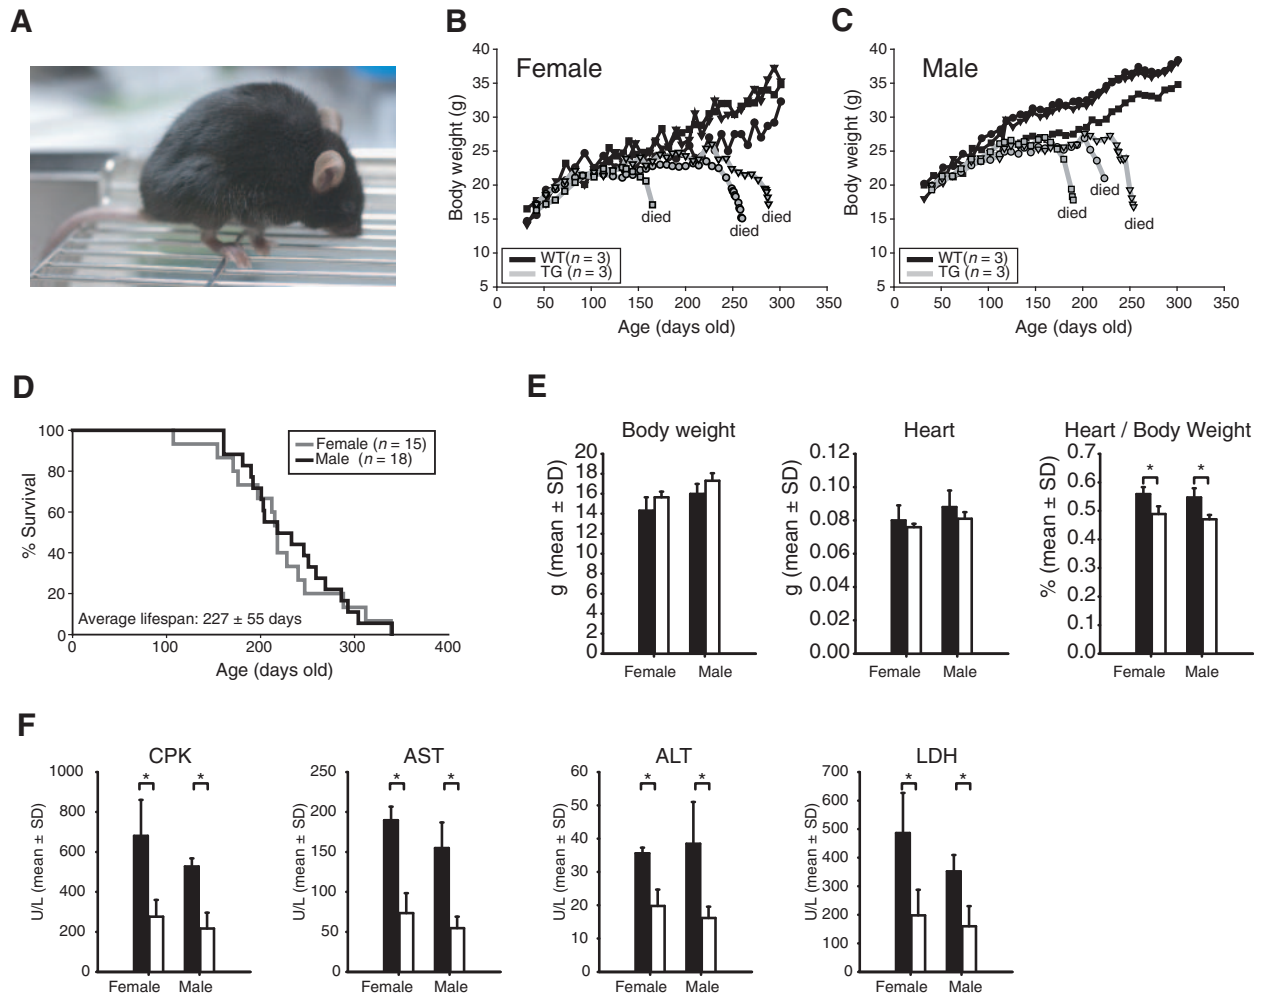 A
B
C
Female
Body weight (g)
40
35
30
25
20
15
10
5
died
died
died
WT(n = 3)
TG (n = 3)
0
50
100
150
200
250
300
350
Age (days old)
Male
Body weight (g)
40
35
30
25
20
15
10
5
died
died
died
WT(n = 3)
TG (n = 3)
0
50
100
150
200
250
300
350
Age (days old)
D
% Survival
100
80
60
40
20
0
Female (n = 15)
Male (n = 18)
Average lifespan: 227 ± 55 days
0
100
200
300
400
Age (days old)
E
Body weight
g (mean ± SD)
20
18
16
14
12
10
8
6
4
2
0
Female
Male
Heart
g (mean ± SD)
0.12
0.10
0.08
0.06
0.04
0.02
0.00
Female
Male
Heart / Body Weight
% (mean ± SD)
0.7
0.6
0.5
0.4
0.3
0.2
0.1
0.0
*
*
Female
Male
F
CPK
U/L (mean ± SD)
1000
800
600
400
200
0
*
*
Female
Male
AST
U/L (mean ± SD)
250
200
150
100
50
0
*
*
Female
Male
ALT
U/L (mean ± SD)
60
50
40
30
20
10
0
*
*
Female
Male
LDH
U/L (mean ± SD)
700
600
500
400
300
200
100
0
*
*
Female
Male